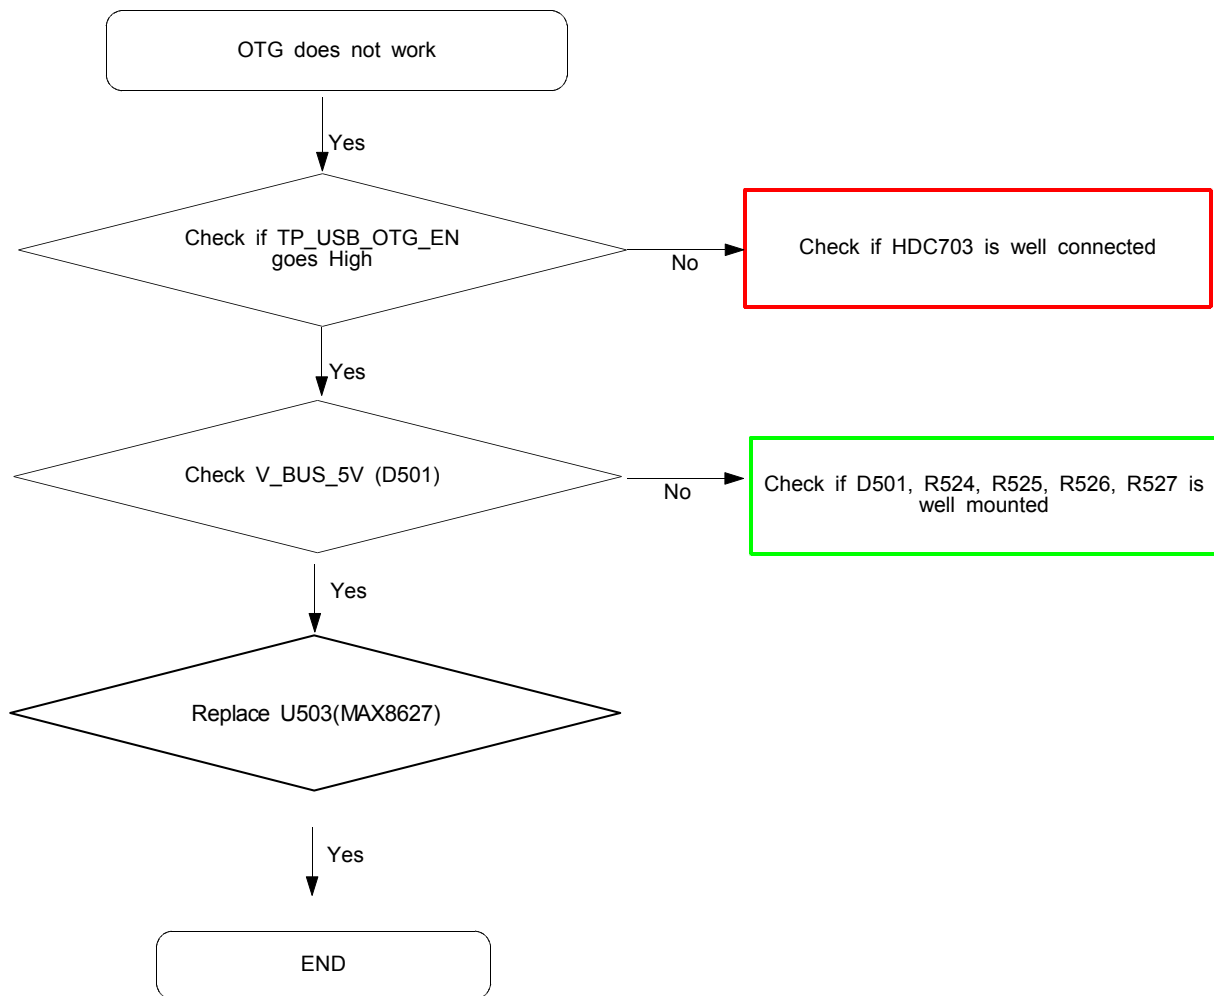 OTG does not work
Yes
Check if TP_USB_OTG_EN
goes High
No
Check if HDC703 is well connected
Yes
Check V_BUS_5V (D501)
No
Check if D501, R524, R525, R526, R527 is
well mounted
Yes
Replace U503(MAX8627)
Yes
END